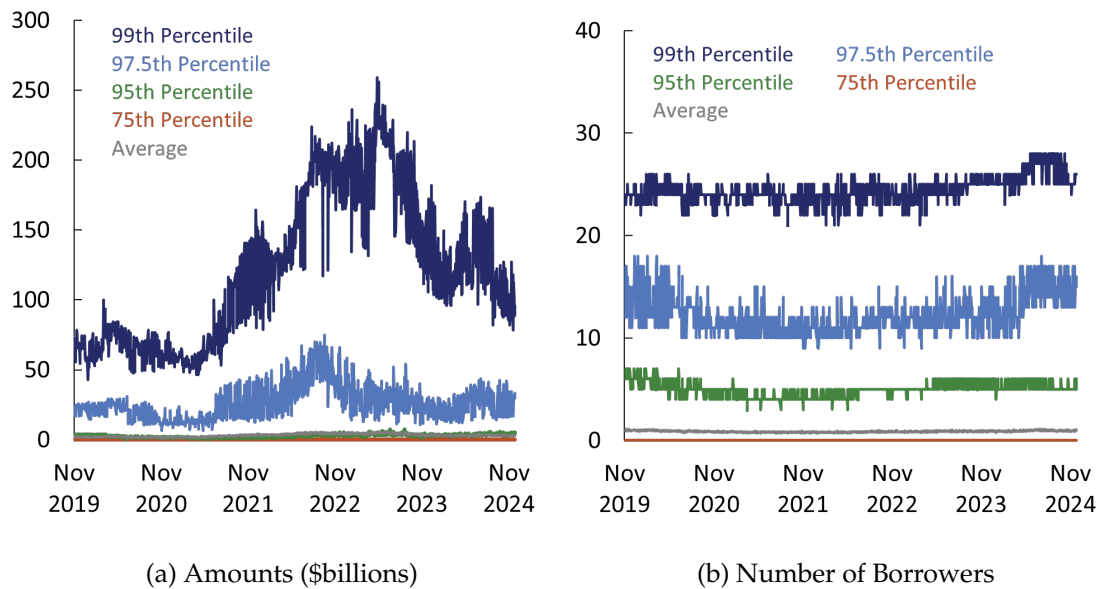 300
250
200
150
100
50
0
99th Percentile
97.5th Percentile
95th Percentile
75th Percentile
Average
Nov Nov Nov Nov Nov Nov
2019 2020 2021 2022 2023 2024
(a) Amounts ($billions)
40
30
20
10
0
99th Percentile 97.5th Percentile
95th Percentile 75th Percentile
Average
Nov Nov Nov Nov Nov Nov
2019 2020 2021 2022 2023 2024
(b) Number of Borrowers